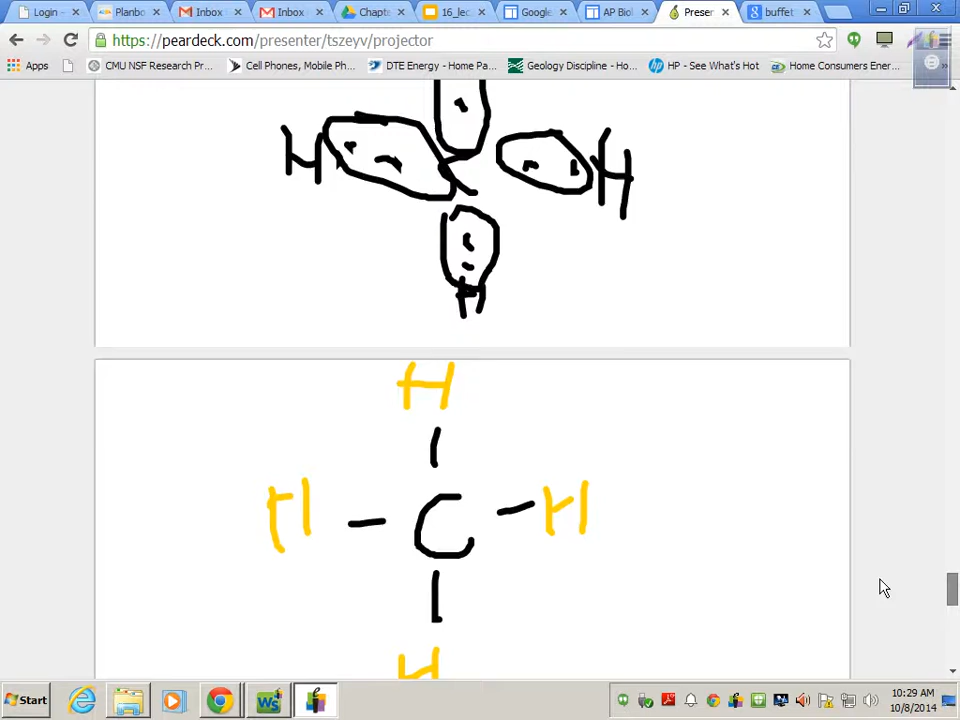 Login -
Planbo
Inbox
Inbox
Chapte
16_lec
Google
AP Biol
Preser
buffet
https://peardeck.com/presenter/tszeyv/projector
Apps
CMU NSF Research Pr...
Cell Phones, Mobile Ph...
DTE Energy - Home Pa...
Geology Discipline - Ho...
HP - See What's Hot
Home Consumers Ener...
»
H
H
H
H
H
C
H
H
Start
10:29 AM
10/8/2014